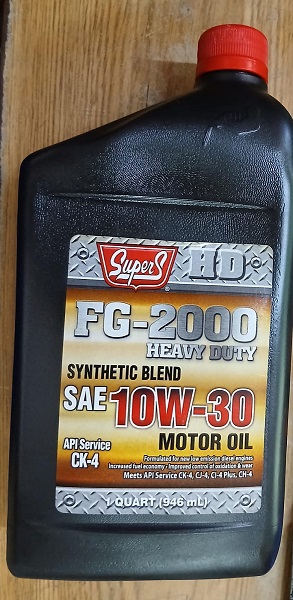 SuperS HD
FG-2000
HEAVY DUTY
SYNTHETIC BLEND
SAE 10W-30
API Service MOTOR OIL
CK-4
Formulated for new low emission diesel engines
Increased fuel economy • Improved control of oxidation & wear
Meets API Service CK-4, CJ-4, CI-4 Plus, CH-4
1 QUART (946 mL)